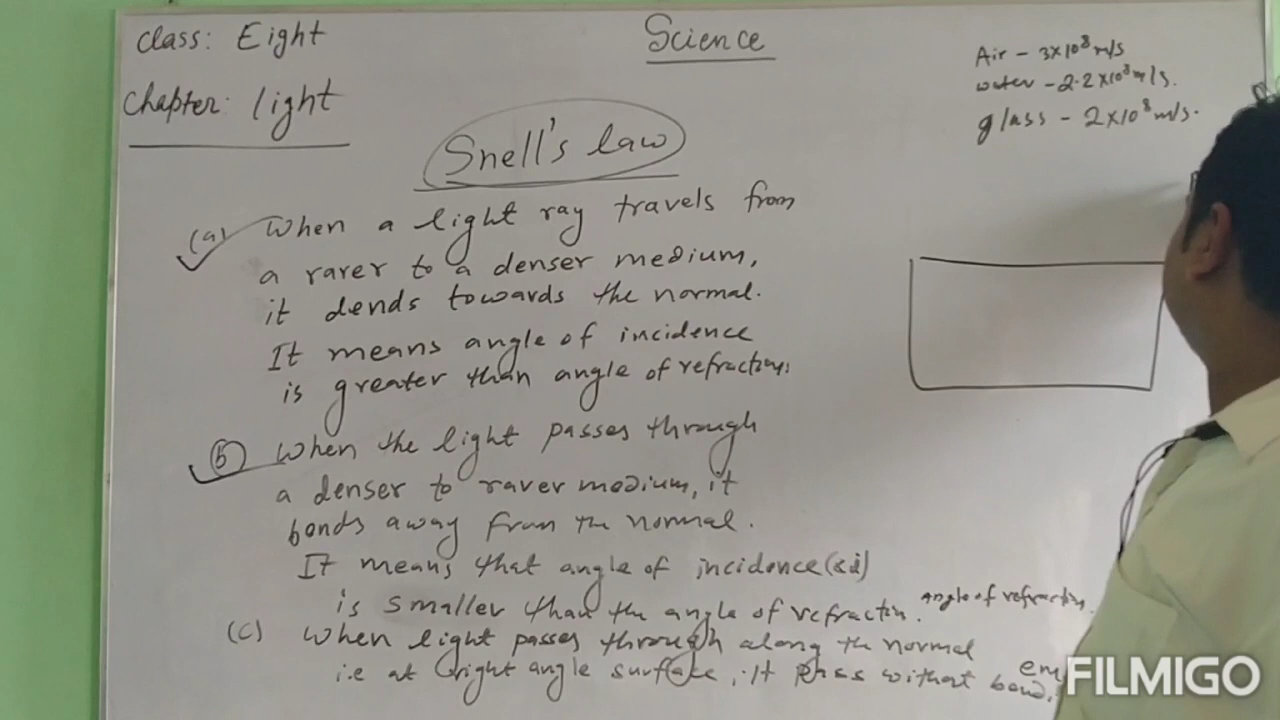 Class: Eight
Science
Chapter: light
Air - 3x10⁸ m/s
water - 2.2x10⁸ m/s.
glass - 2x10⁸ m/s.
Snell's law
(a) When a light ray travels from
a rarer to a denser medium,
it dends towards the normal.
It means angle of incidence
is greater than angle of refraction.
(b) When the light passes through
a denser to rarer medium, it
bends away from the normal.
It means that angle of incidence (∠i)
is smaller than the angle of refractin.
angle of refraction.
(c) When light passes through along the normal
i.e at right angle surface, it pass without bend.
em
FILMIGO